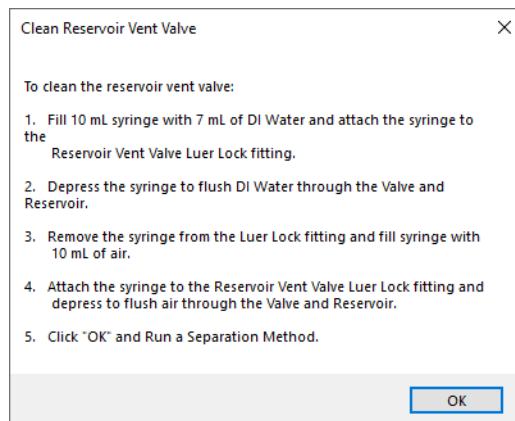 Clean Reservoir Vent Valve
To clean the reservoir vent valve:
1. Fill 10 mL syringe with 7 mL of DI Water and attach the syringe to
the
Reservoir Vent Valve Luer Lock fitting.
2. Depress the syringe to flush DI Water through the Valve and
Reservoir.
3. Remove the syringe from the Luer Lock fitting and fill syringe with
10 mL of air.
4. Attach the syringe to the Reservoir Vent Valve Luer Lock fitting and
depress to flush air through the Valve and Reservoir.
5. Click "OK" and Run a Separation Method.
OK